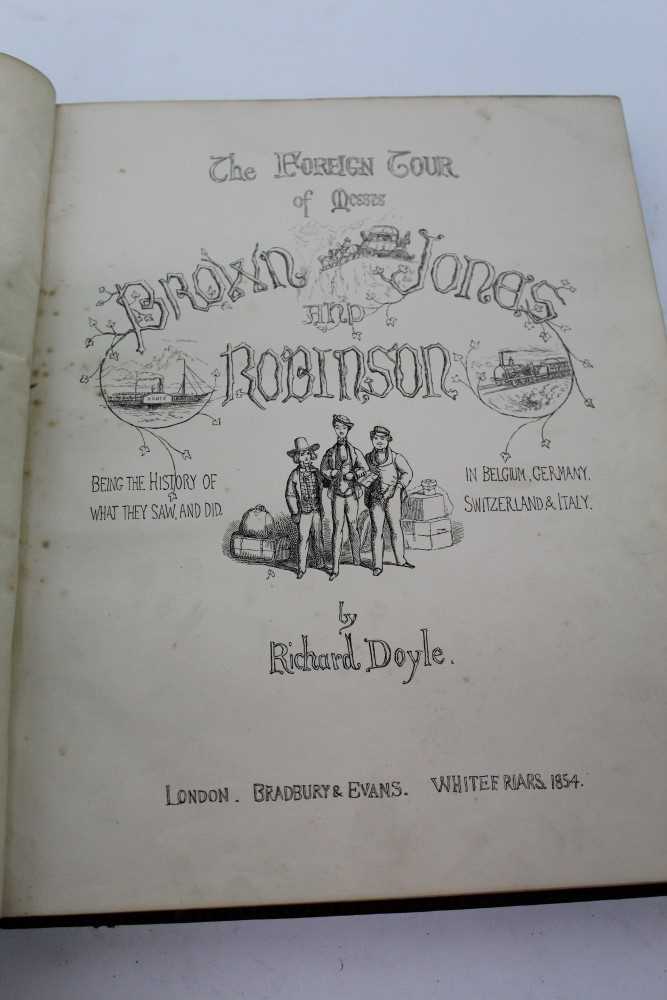 The Foreign Tour
of Messrs
Brown Jones
and
Robinson
Being the History of
what they saw, and did.
in Belgium, Germany,
Switzerland & Italy.
by
Richard Doyle.
London. Bradbury & Evans. Whitefriars. 1854.